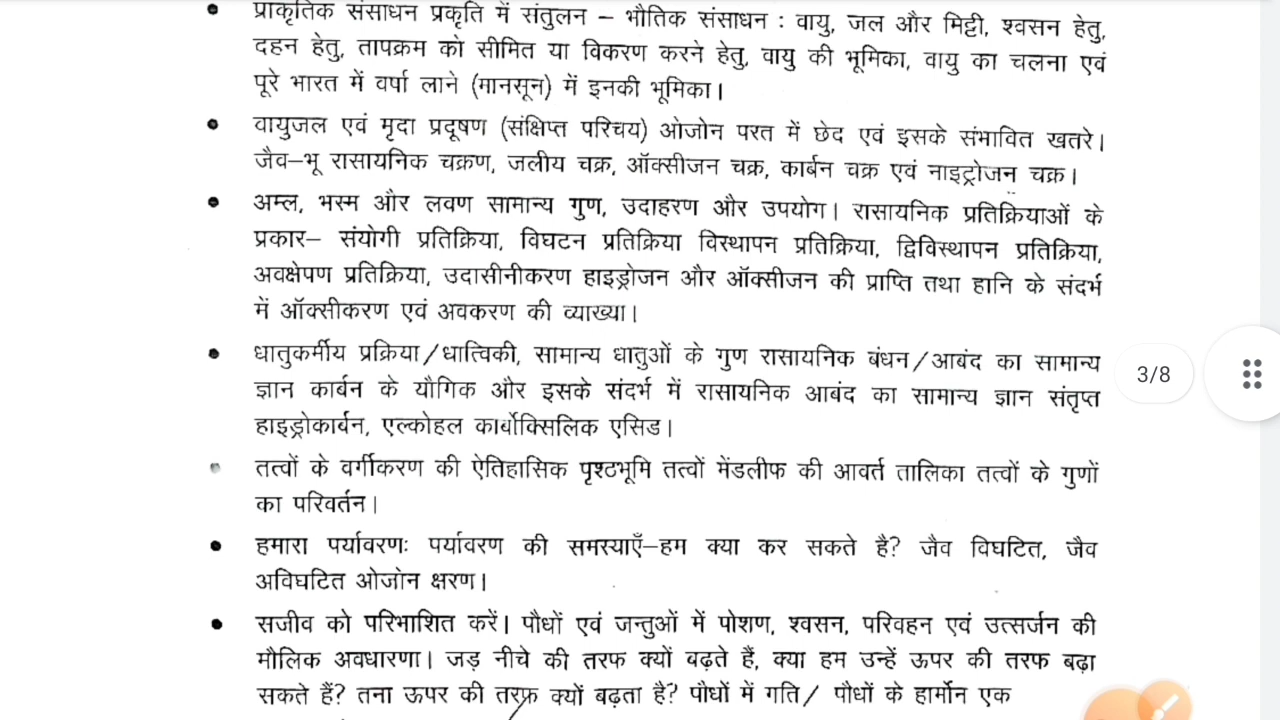 प्राकृतिक संसाधन प्रकृति में संतुलन – भौतिक संसाधन : वायु, जल और मिट्टी, श्वसन हेतु,
दहन हेतु, तापक्रम को सीमित या विकरण करने हेतु, वायु की भूमिका, वायु का चलना एवं
पूरे भारत में वर्षा लाने (मानसून) में इनकी भूमिका।
वायुजल एवं मृदा प्रदूषण (संक्षिप्त परिचय) ओजोन परत में छेद एवं इसके संभावित खतरे।
जैव–भू रासायनिक चक्रण, जलीय चक्र, ऑक्सीजन चक्र, कार्बन चक्र एवं नाइट्रोजन चक्र।
अम्ल, भस्म और लवण सामान्य गुण, उदाहरण और उपयोग। रासायनिक प्रतिक्रियाओं के
प्रकार– संयोगी प्रतिक्रिया, विघटन प्रतिक्रिया विस्थापन प्रतिक्रिया, द्विविस्थापन प्रतिक्रिया,
अवक्षेपण प्रतिक्रिया, उदासीनीकरण हाइड्रोजन और ऑक्सीजन की प्राप्ति तथा हानि के संदर्भ
में ऑक्सीकरण एवं अवकरण की व्याख्या।
धातुकर्मीय प्रक्रिया/धात्विकी, सामान्य धातुओं के गुण रासायनिक बंधन/आबंद का सामान्य
3/8
ज्ञान कार्बन के यौगिक और इसके संदर्भ में रासायनिक आबंद का सामान्य ज्ञान संतृप्त
हाइड्रोकार्बन, एल्कोहल कार्वोक्सिलिक एसिड।
तत्वों के वर्गीकरण की ऐतिहासिक पृश्टभूमि तत्वों मेंडलीफ की आवर्त तालिका तत्वों के गुणों
का परिवर्तन।
हमारा पर्यावरणः पर्यावरण की समस्याएँ–हम क्या कर सकते है? जैव विघटित, जैव
अविघटित ओजोन क्षरण।
सजीव को परिभाशित करें। पौधों एवं जन्तुओं में पोशण, श्वसन, परिवहन एवं उत्सर्जन की
मौलिक अवधारणा। जड़ नीचे की तरफ क्यों बढ़ते हैं, क्या हम उन्हें ऊपर की तरफ बढ़ा
सकते हैं? तना ऊपर की तरफ क्यों बढ़ता है? पौधों में गति/ पौधों के हार्मोन एक